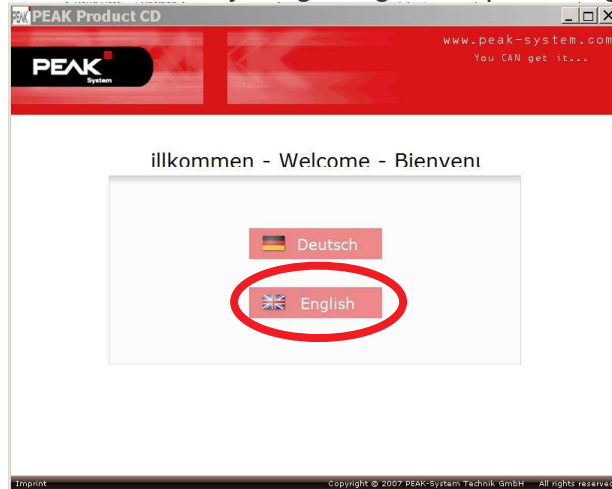 PEAK Product CD
www.peak-system.com
You CAN get it...
PEAK
System
illkommen - Welcome - Bienvenu
Deutsch
English
Imprint
Copyright © 2007 PEAK-System Technik GmbH All rights reserved